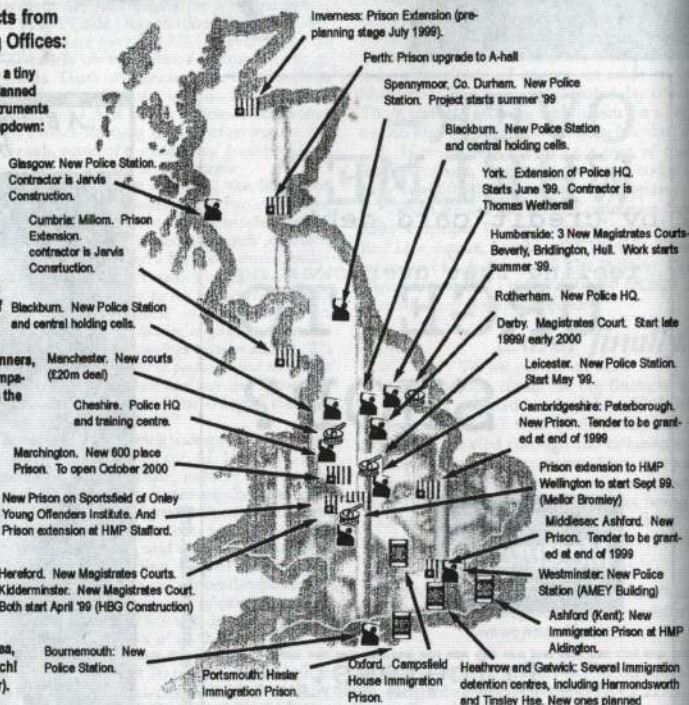 cts from
g Offices:
a tiny
anned
truments
pdown:
Inverness: Prison Extension (pre-
planning stage July 1999).
Perth: Prison upgrade to A-hall
Spennymoor, Co. Durham. New Police
Station. Project starts summer '99
Blackburn. New Police Station
and central holding cells.
York. Extension of Police HQ.
Starts June '99. Contractor is
Thomas Wetherall
Humberside: 3 New Magistrates Courts-
Beverly, Bridlington, Hull. Work starts
summer '99.
Rotherham. New Police HQ.
Derby. Magistrates Court. Start late
1999/ early 2000
Leicester. New Police Station.
Start May '99.
Cambridgeshire: Peterborough.
New Prison. Tender to be grant-
ed at end of 1999
Prison extension to HMP
Wellington to start Sept 99.
(Mellor Bromley)
Middlesex: Ashford. New
Prison. Tender to be grant-
ed at end of 1999
Westminster: New Police
Station (AMEY Building)
Ashford (Kent): New
Immigration Prison at HMP
Aldington.
Glasgow: New Police Station.
Contractor is Jarvis
Construction.
Cumbria: Millom. Prison
Extension.
contractor is Jarvis
Consrtuction.
Blackburn. New Police Station
and central holding cells.
nners,
mpa-
the
Manchester. New courts
(£20m deal)
Cheshire. Police HQ
and training centre.
Marchington. New 600 place
Prison. To open October 2000
New Prison on Sportsfield of Onley
Young Offenders Institute. And
Prison extension at HMP Stafford.
Hereford. New Magistrates Courts.
Kidderminster. New Magistrates Court.
Both start April '99 (HBG Construction)
Bournemouth: New
Police Station.
Portsmouth: Haslar
Immigration Prison.
Oxford. Campsfield
House Immigration
Prison.
Heathrow and Gatwick: Several Immigration
detention centres, including Harmondsworth
and Tinsley Hse. New ones planned